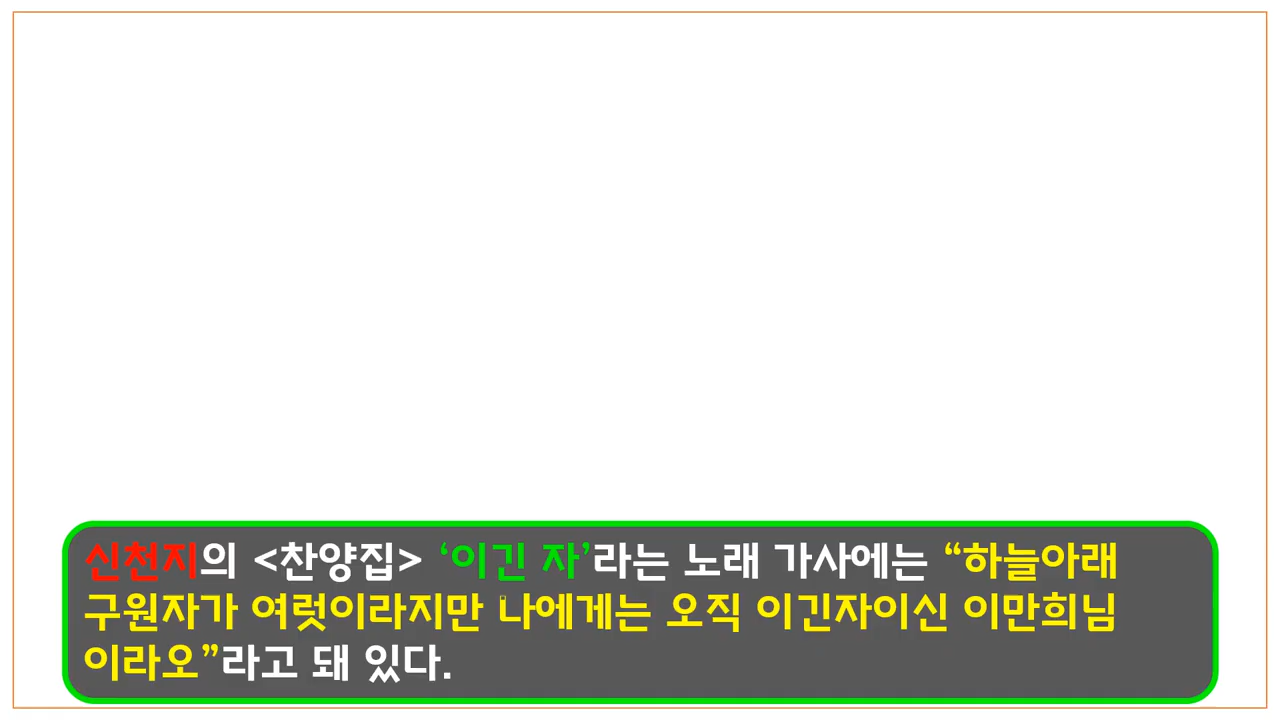 신천지의 <찬양집> ‘이긴 자’라는 노래 가사에는 “하늘아래
구원자가 여럿이라지만 나에게는 오직 이긴자이신 이만희님
이라오”라고 돼 있다.